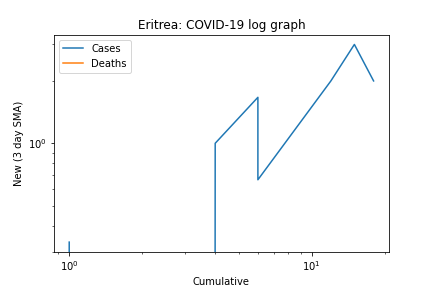 Eritrea: COVID-19 log graph
Cases
Deaths
New (3 day SMA)
10⁰
10⁰
10¹
Cumulative